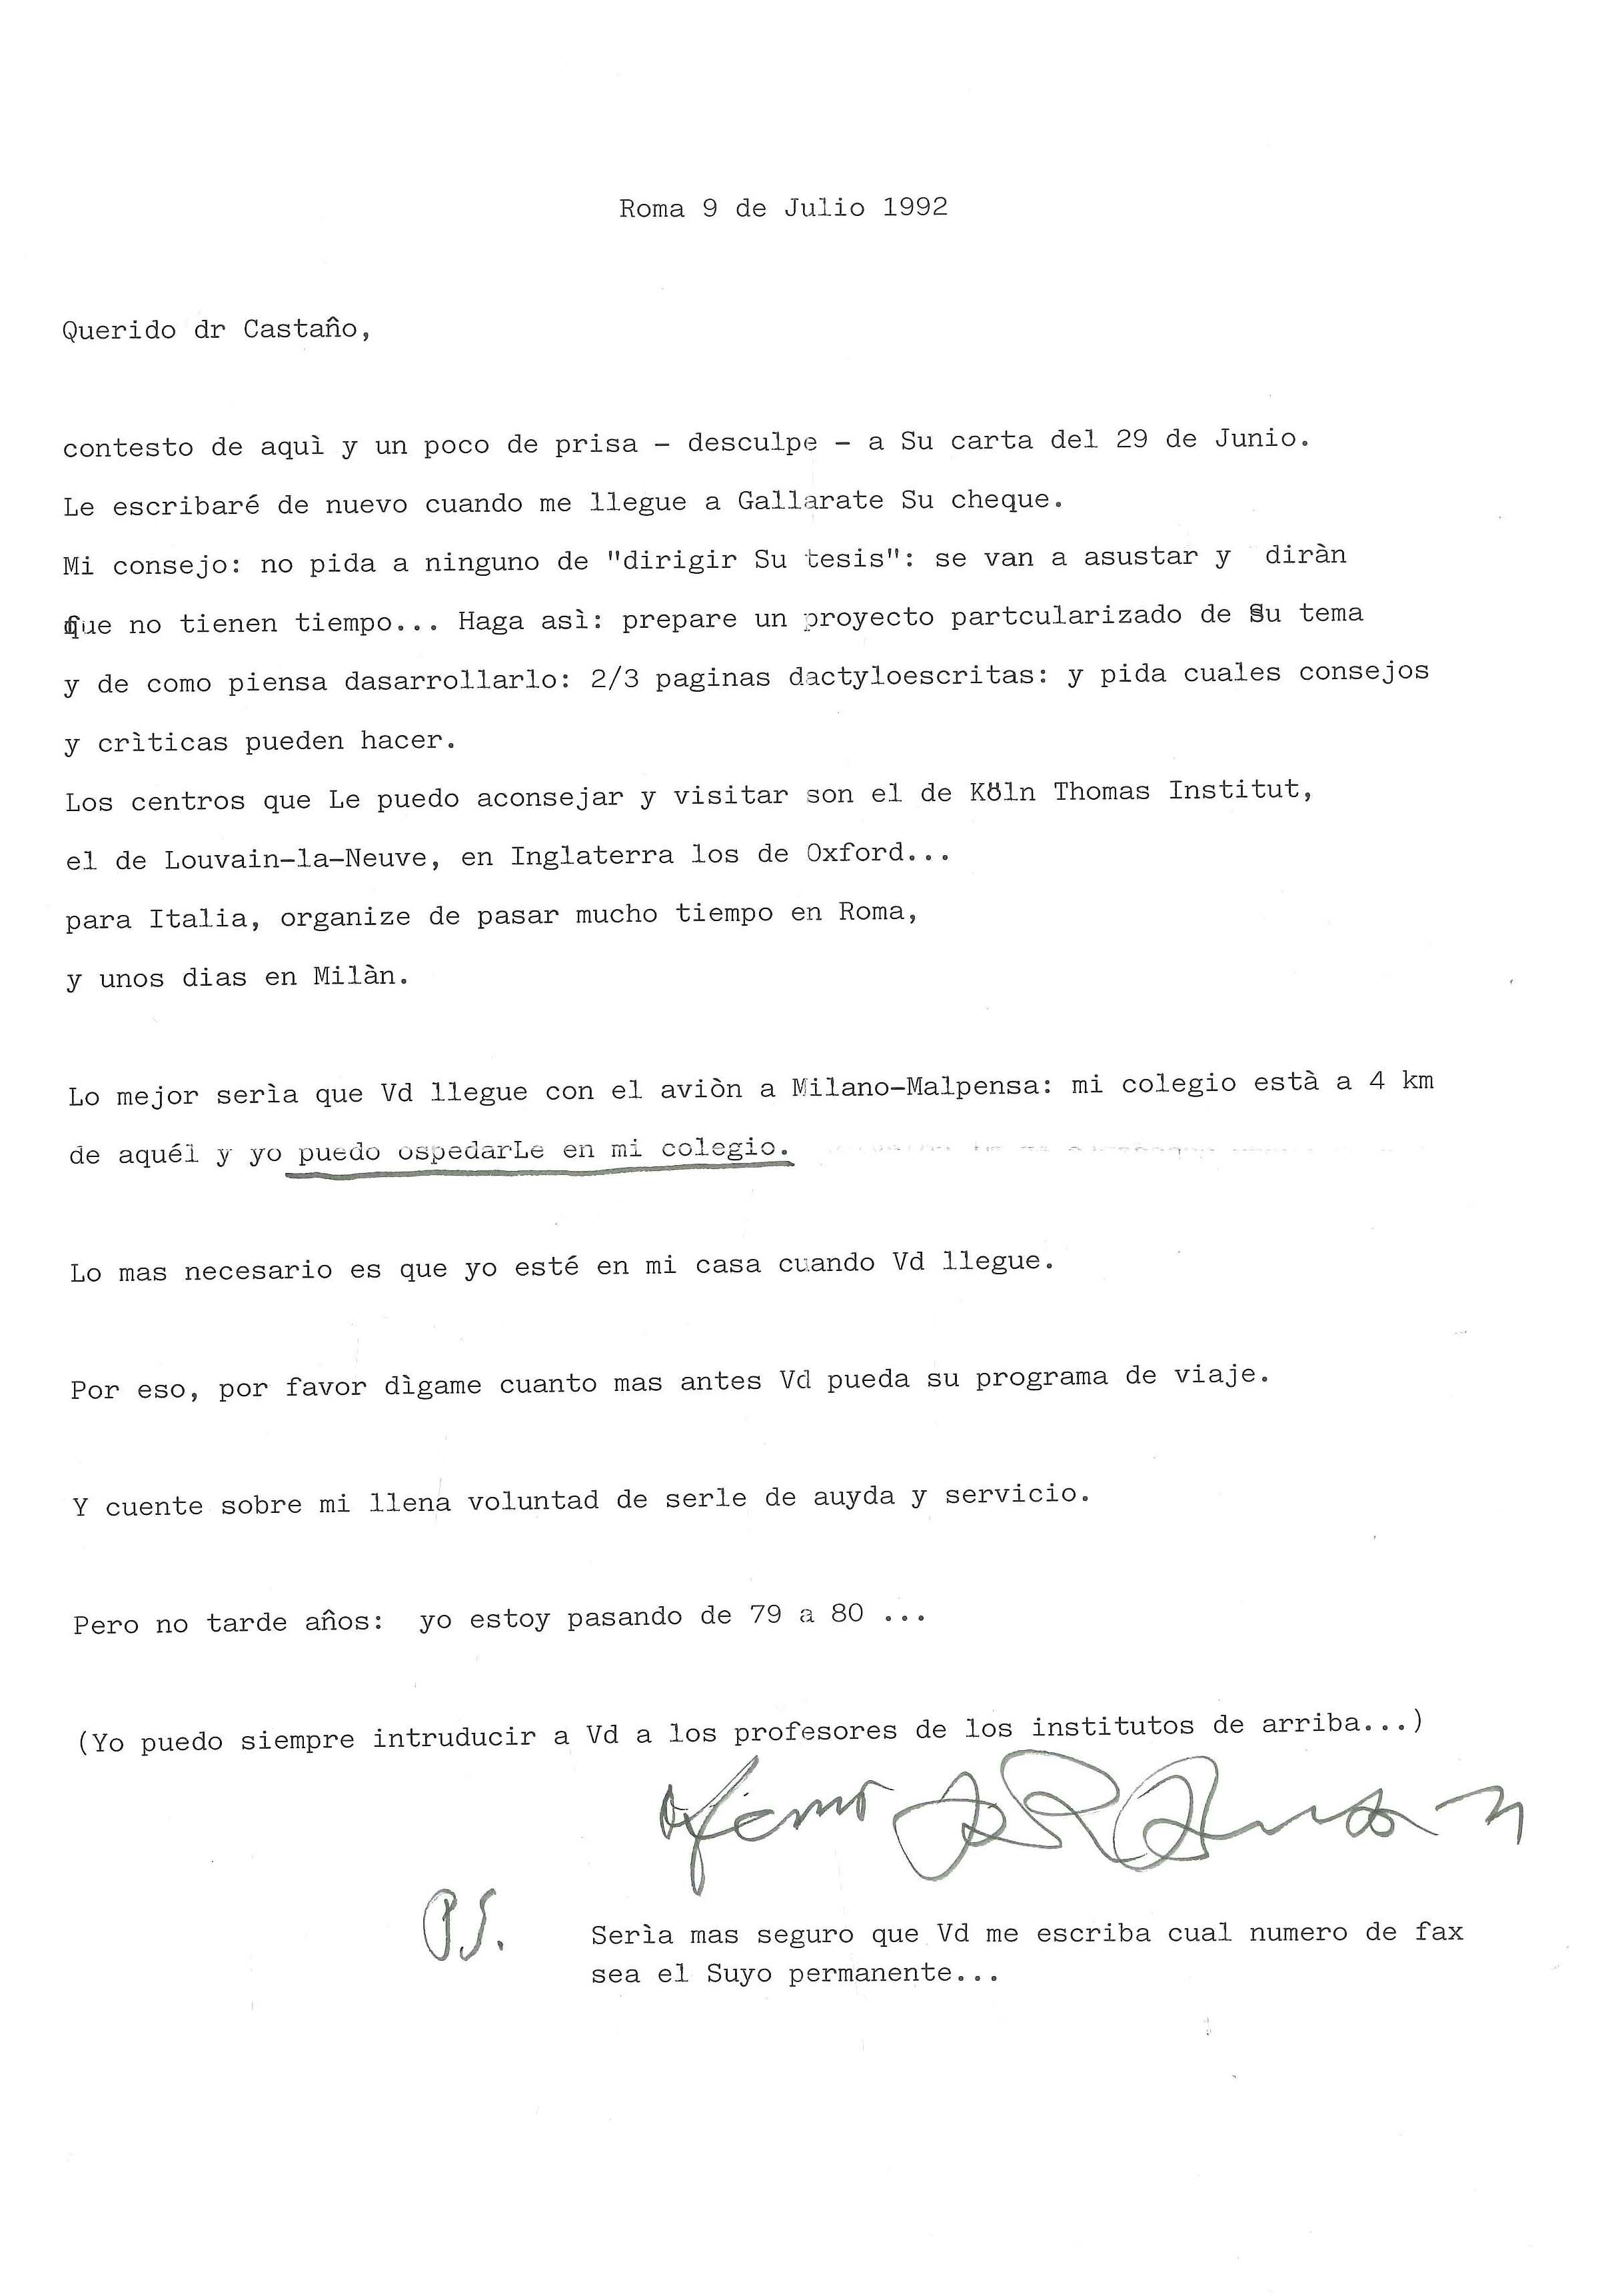 Roma 9 de Julio 1992
Querido dr Castaño,
contesto de aquì y un poco de prisa – desculpe – a Su carta del 29 de Junio.
Le escribaré de nuevo cuando me llegue a Gallarate Su cheque.
Mi consejo: no pida a ninguno de "dirigir Su tesis": se van a asustar y diràn
que no tienen tiempo... Haga asì: prepare un proyecto partcularizado de Su tema
y de como piensa dasarrollarlo: 2/3 paginas dactyloescritas: y pida cuales consejos
y crìticas pueden hacer.
Los centros que Le puedo aconsejar y visitar son el de Köln Thomas Institut,
el de Louvain-la-Neuve, en Inglaterra los de Oxford...
para Italia, organize de pasar mucho tiempo en Roma,
y unos dias en Milàn.
Lo mejor serìa que Vd llegue con el aviòn a Milano-Malpensa: mi colegio està a 4 km
de aquél y yo puedo ospedarLe en mi colegio.
Lo mas necesario es que yo esté en mi casa cuando Vd llegue.
Por eso, por favor dìgame cuanto mas antes Vd pueda su programa de viaje.
Y cuente sobre mi llena voluntad de serle de auyda y servicio.
Pero no tarde años: yo estoy pasando de 79 a 80 ...
(Yo puedo siempre intruducir a Vd a los profesores de los institutos de arriba...)
P.S. Serìa mas seguro que Vd me escriba cual numero de fax
sea el Suyo permanente...